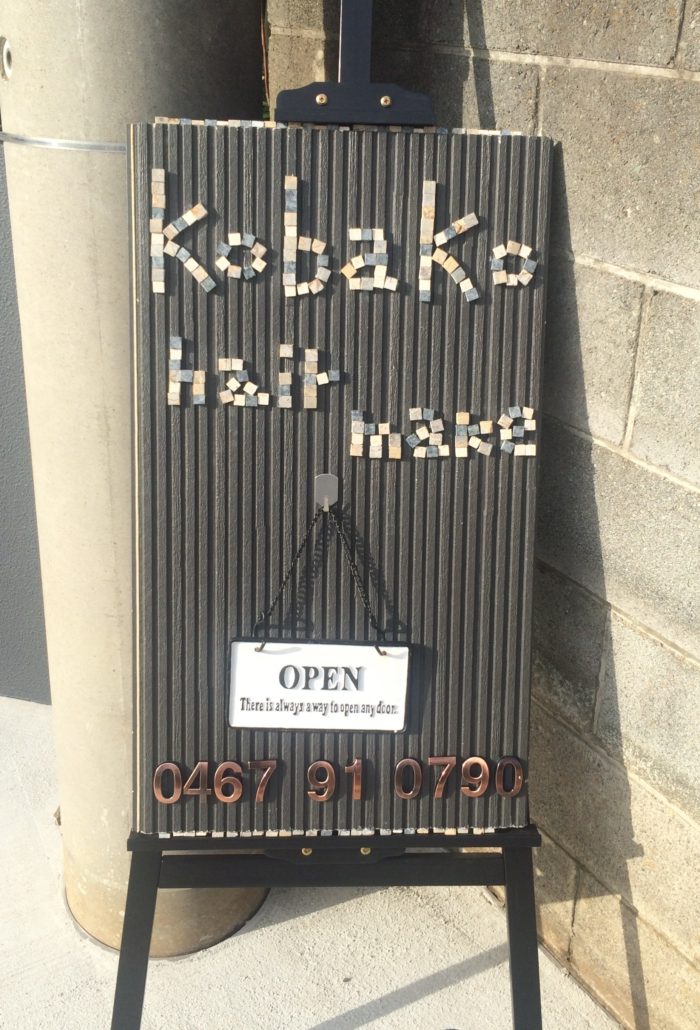 Kobako
hair
make
OPEN
There is always a way to open any door.
0467 91 0790